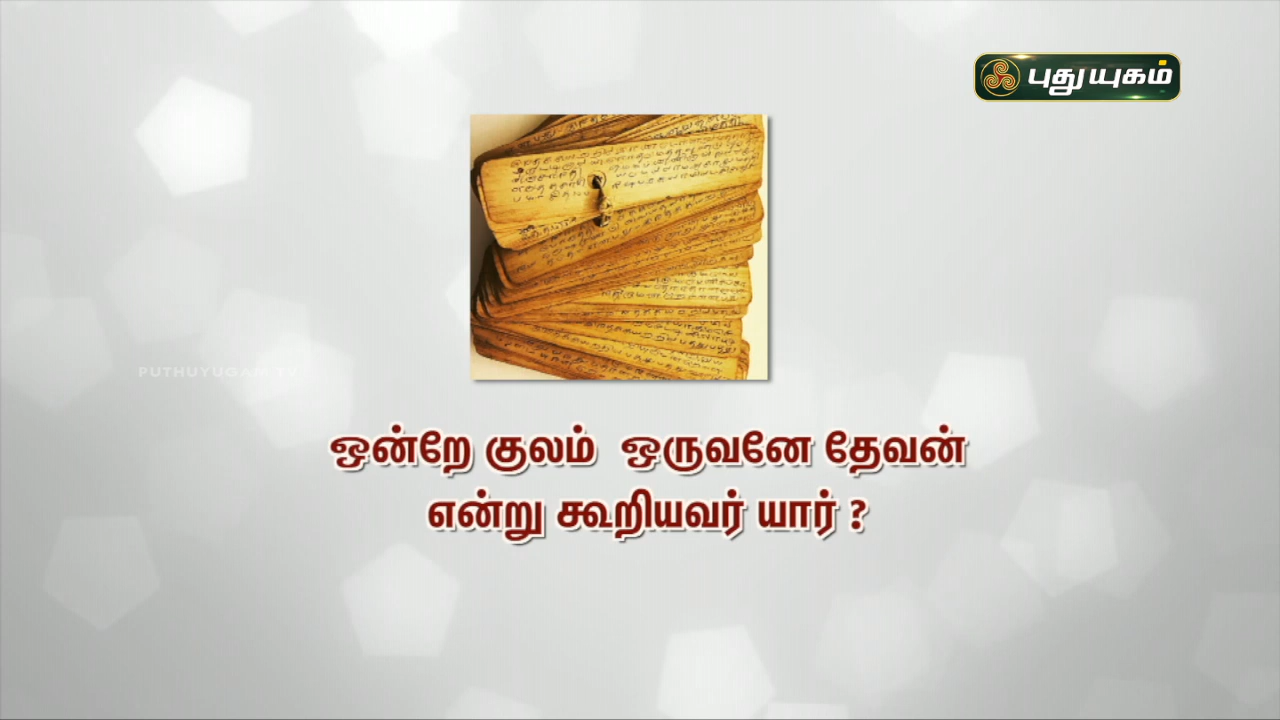 புதுயுகம்
PUTHUYUGAM TV
ஒன்றே குலம் ஒருவனே தேவன்
என்று கூறியவர் யார் ?